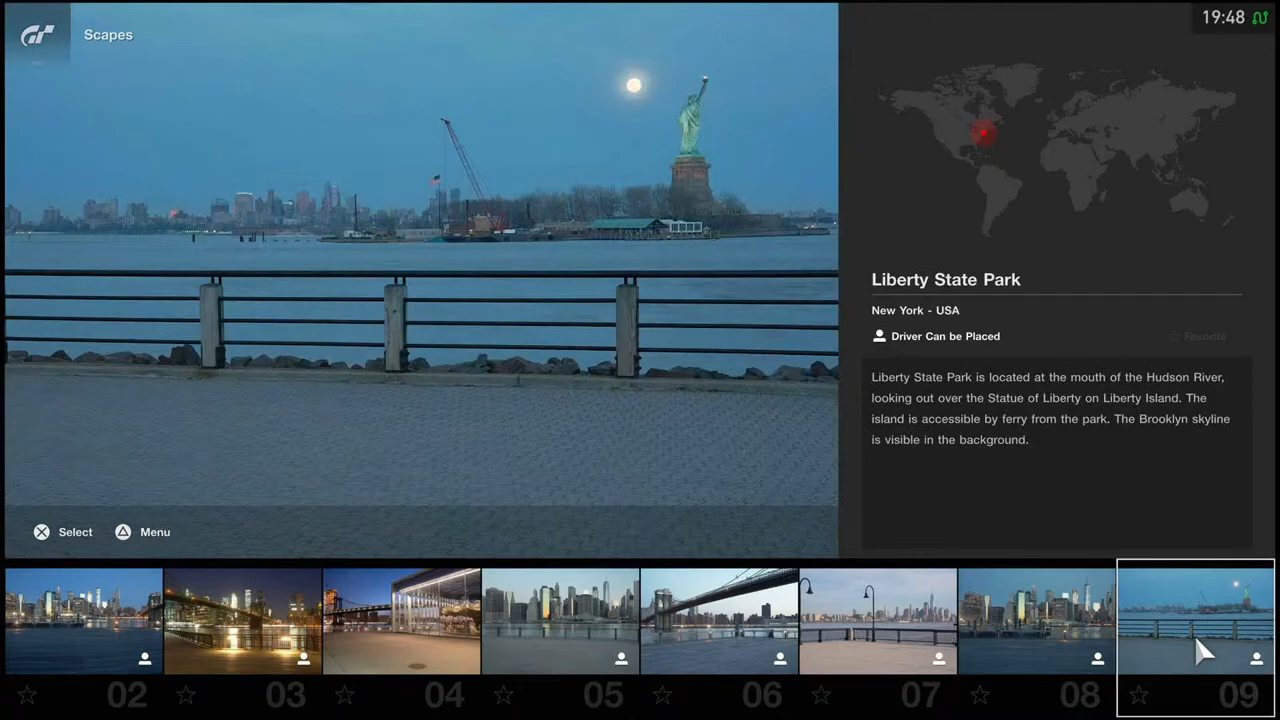 Scapes
19:48
Liberty State Park
New York - USA
Driver Can be Placed
Favorite
Liberty State Park is located at the mouth of the Hudson River,
looking out over the Statue of Liberty on Liberty Island. The
island is accessible by ferry from the park. The Brooklyn skyline
is visible in the background.
Select Menu
02 03 04 05 06 07 08 09